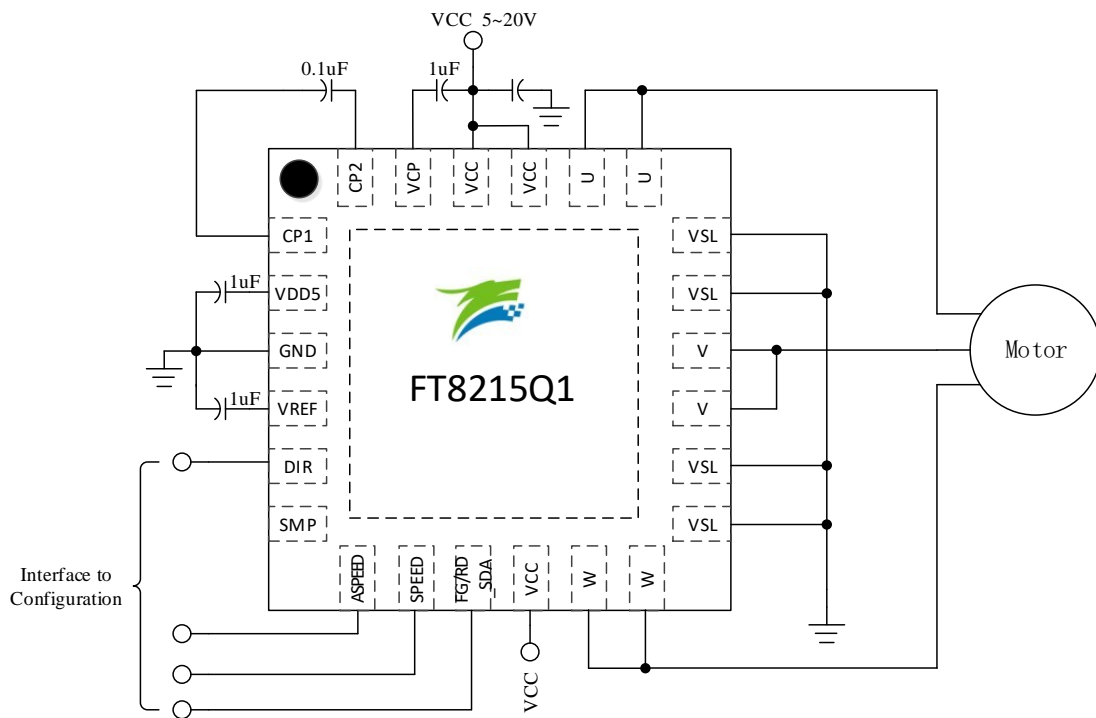 VCC 5~20V
0.1uF
1uF
CP2
VCP
VCC
VCC
U
U
CP1
VSL
1uF
VDD5
VSL
GND
V
Motor
FT8215Q1
1uF
VREF
V
DIR
VSL
SMP
VSL
Interface to
Configuration
ASPEED
SPEED
FG/RD
_SDA
VCC
W
W
VCC